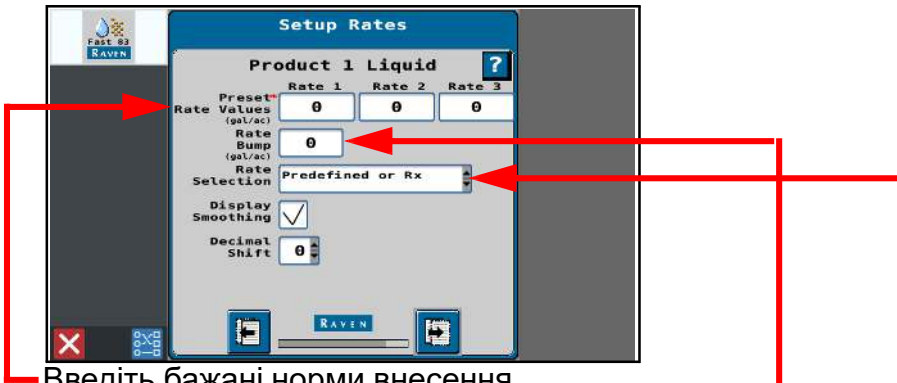 Setup Rates
Fast 83
RAVEN
Product 1 Liquid
?
Rate 1 Rate 2 Rate 3
Preset*
Rate Values 0 0 0
(gal/ac)
Rate
Bump 0
(gal/ac)
Rate
Selection Predefined or Rx
Display
Smoothing
Decimal
Shift 0
RAVEN
Введіть бажані норми внесення